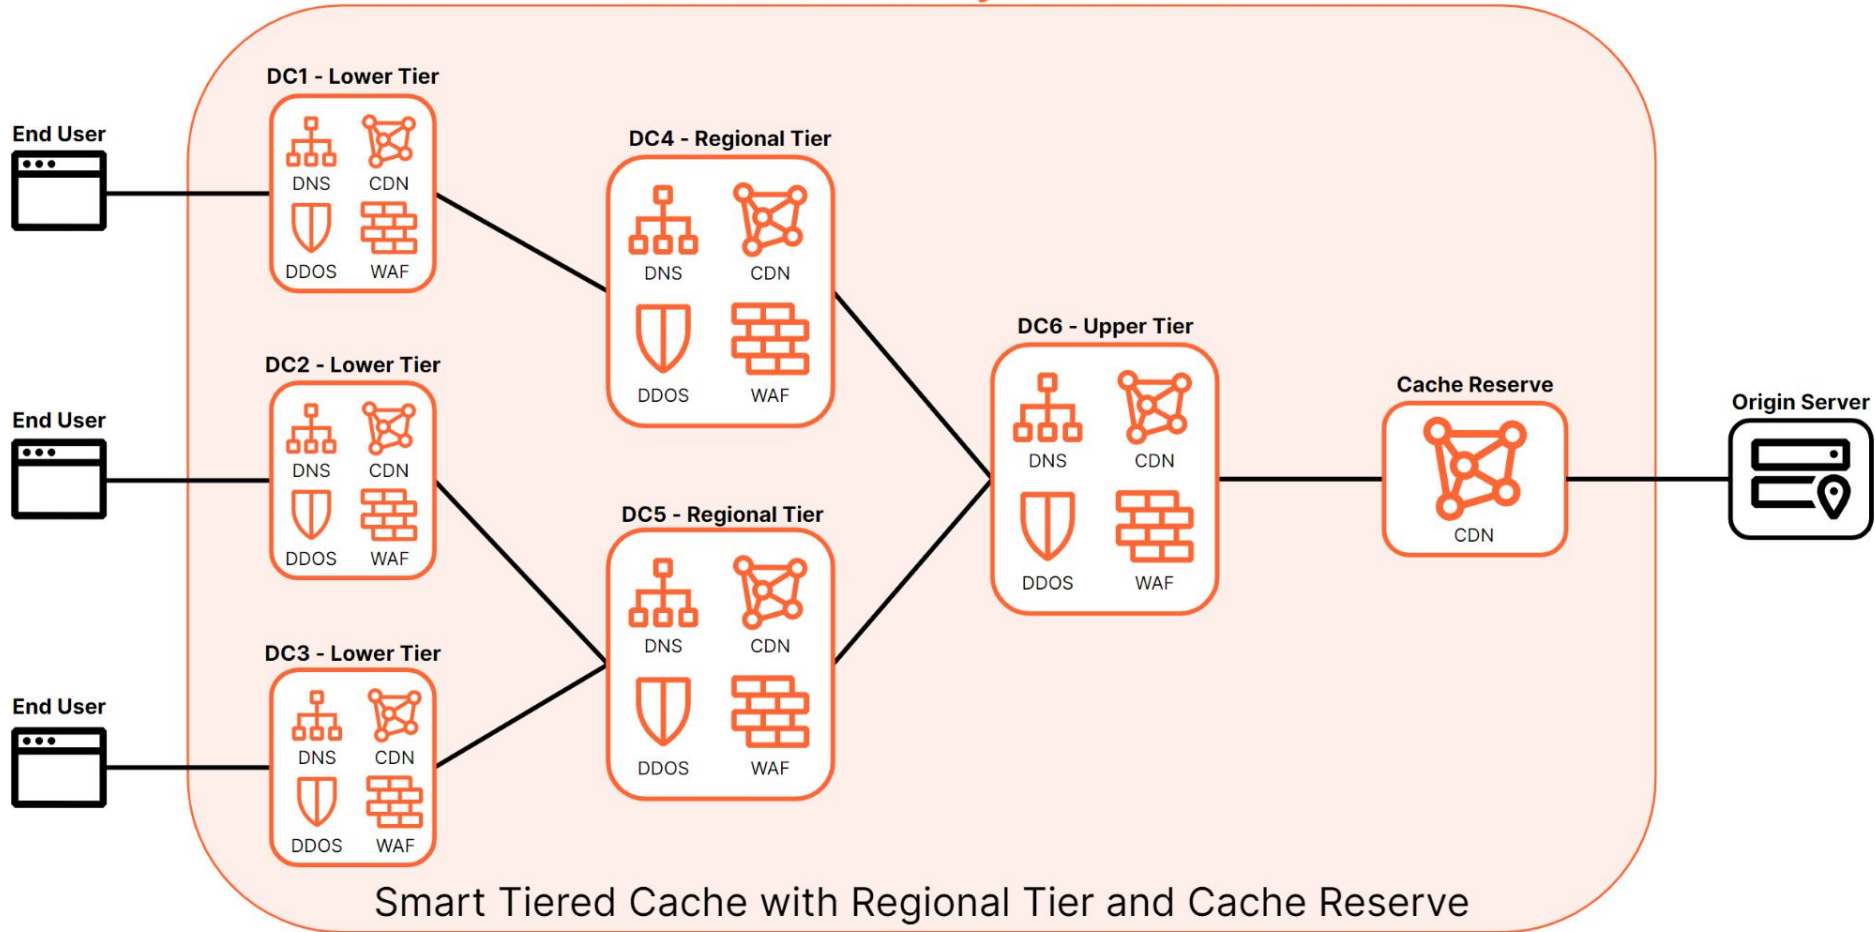 DC1 - Lower Tier
End User
DNS CDN
DDOS WAF
DC4 - Regional Tier
DNS CDN
DDOS WAF
DC2 - Lower Tier
End User
DNS CDN
DDOS WAF
DC5 - Regional Tier
DNS CDN
DDOS WAF
DC3 - Lower Tier
End User
DNS CDN
DDOS WAF
DC6 - Upper Tier
DNS CDN
DDOS WAF
Cache Reserve
CDN
Origin Server
Smart Tiered Cache with Regional Tier and Cache Reserve